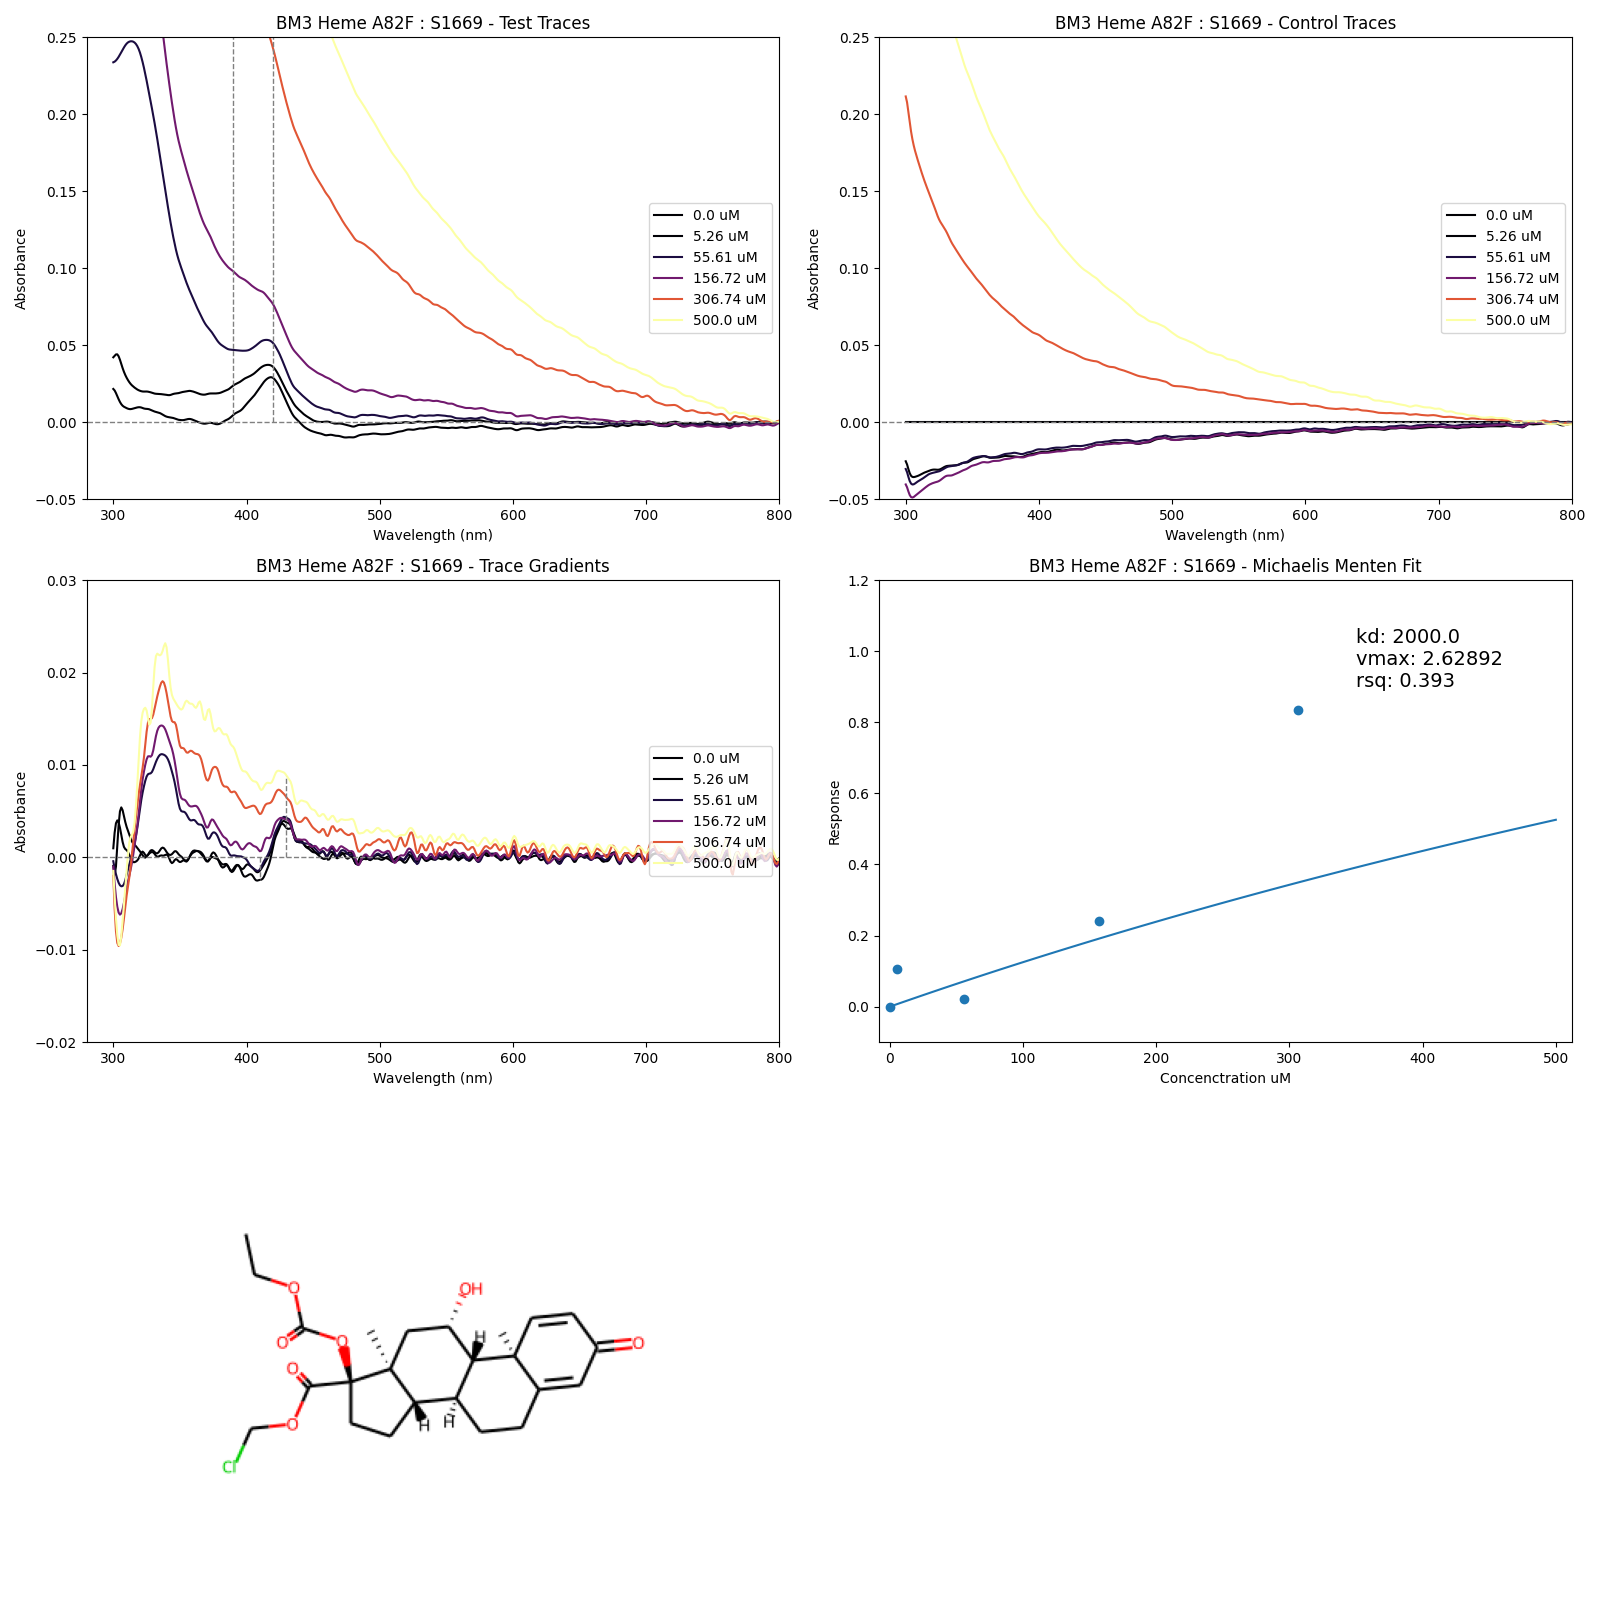 BM3 Heme A82F : S1669 - Test Traces
Absorbance
0.25
0.20
0.15
0.10
0.05
0.00
−0.05
300 400 500 600 700 800
Wavelength (nm)
0.0 uM
5.26 uM
55.61 uM
156.72 uM
306.74 uM
500.0 uM
BM3 Heme A82F : S1669 - Control Traces
Absorbance
0.25
0.20
0.15
0.10
0.05
0.00
−0.05
300 400 500 600 700 800
Wavelength (nm)
0.0 uM
5.26 uM
55.61 uM
156.72 uM
306.74 uM
500.0 uM
BM3 Heme A82F : S1669 - Trace Gradients
Absorbance
0.03
0.02
0.01
0.00
−0.01
−0.02
300 400 500 600 700 800
Wavelength (nm)
0.0 uM
5.26 uM
55.61 uM
156.72 uM
306.74 uM
500.0 uM
BM3 Heme A82F : S1669 - Michaelis Menten Fit
Response
1.2
1.0
0.8
0.6
0.4
0.2
0.0
0 100 200 300 400 500
Concenctration uM
kd: 2000.0
vmax: 2.62892
rsq: 0.393
O
OH
O
O
H
O
O
O
H
H
Cl